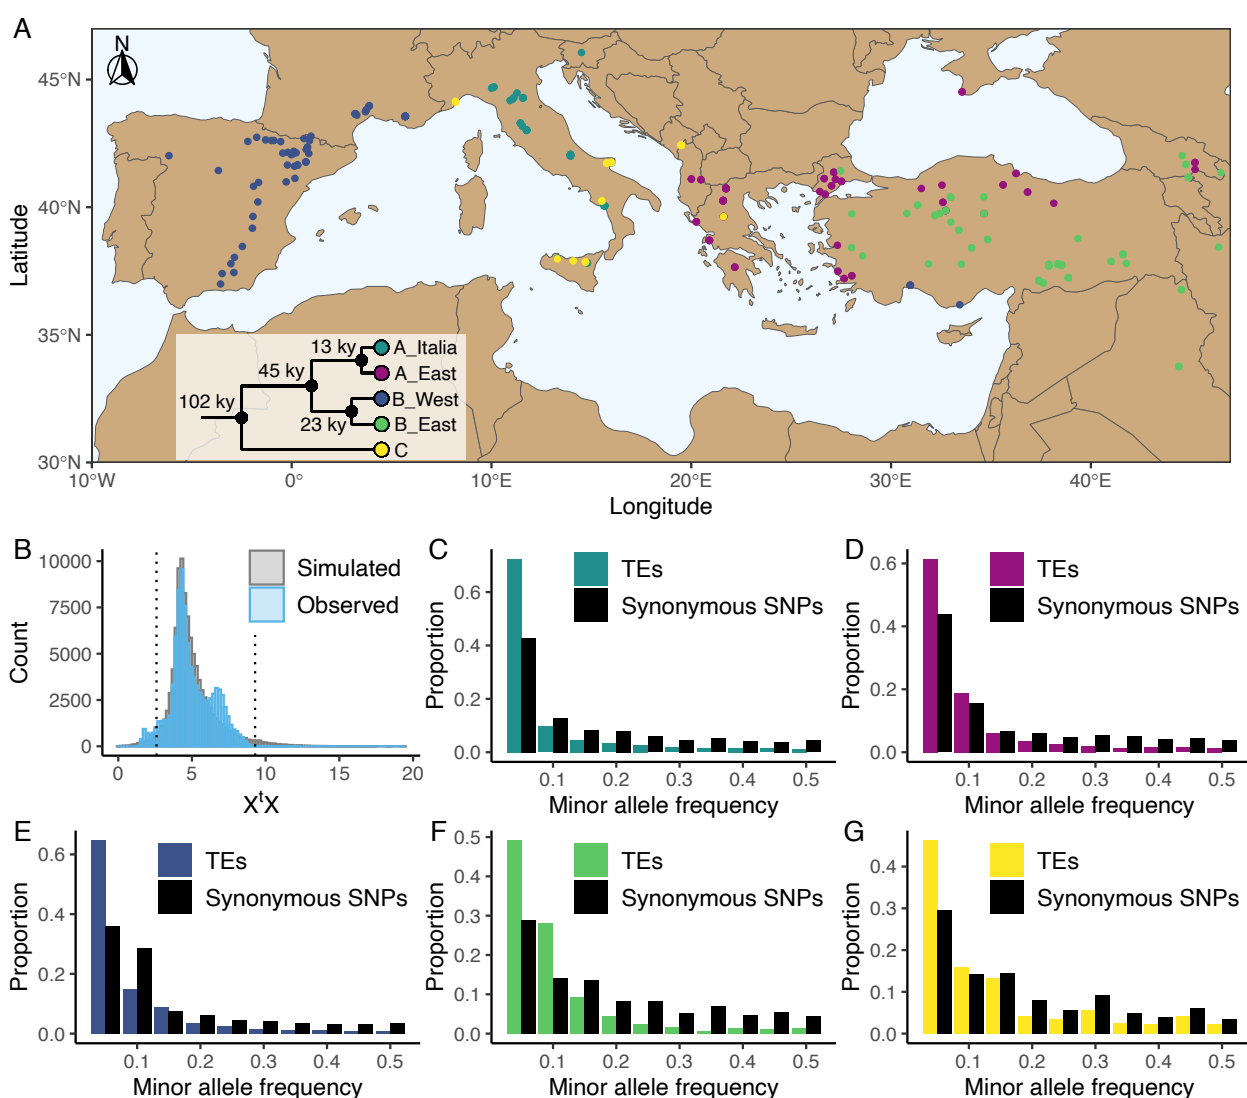 A
N
45°N
40°N
35°N
30°N
Latitude
13 ky
A_Italia
45 ky
A_East
102 ky
B_West
23 ky
B_East
C
10°W
0°
10°E
20°E
30°E
40°E
Longitude
B
10000
7500
5000
2500
0
Count
Simulated
Observed
0
5
10
15
20
XᵗX
C
0.6
0.4
0.2
0.0
Proportion
TEs
Synonymous SNPs
0.1
0.2
0.3
0.4
0.5
Minor allele frequency
D
0.6
0.4
0.2
0.0
Proportion
TEs
Synonymous SNPs
0.1
0.2
0.3
0.4
0.5
Minor allele frequency
E
0.6
0.4
0.2
0.0
Proportion
TEs
Synonymous SNPs
0.1
0.2
0.3
0.4
0.5
Minor allele frequency
F
0.5
0.4
0.3
0.2
0.1
0.0
Proportion
TEs
Synonymous SNPs
0.1
0.2
0.3
0.4
0.5
Minor allele frequency
G
0.4
0.3
0.2
0.1
0.0
Proportion
TEs
Synonymous SNPs
0.1
0.2
0.3
0.4
0.5
Minor allele frequency